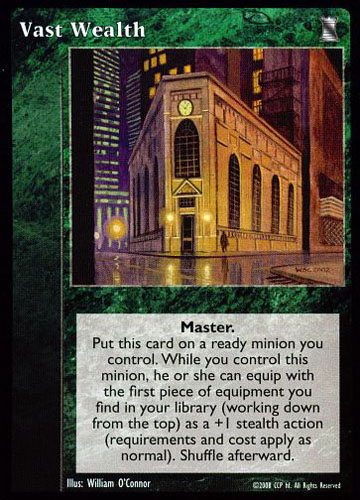 Vast Wealth
Master.
Put this card on a ready minion you
control. While you control this
minion, he or she can equip with
the first piece of equipment you
find in your library (working down
from the top) as a +1 stealth action
(requirements and cost apply as
normal). Shuffle afterward.
Illus: William O'Connor
©2008 CCP hf. All Rights Reserved